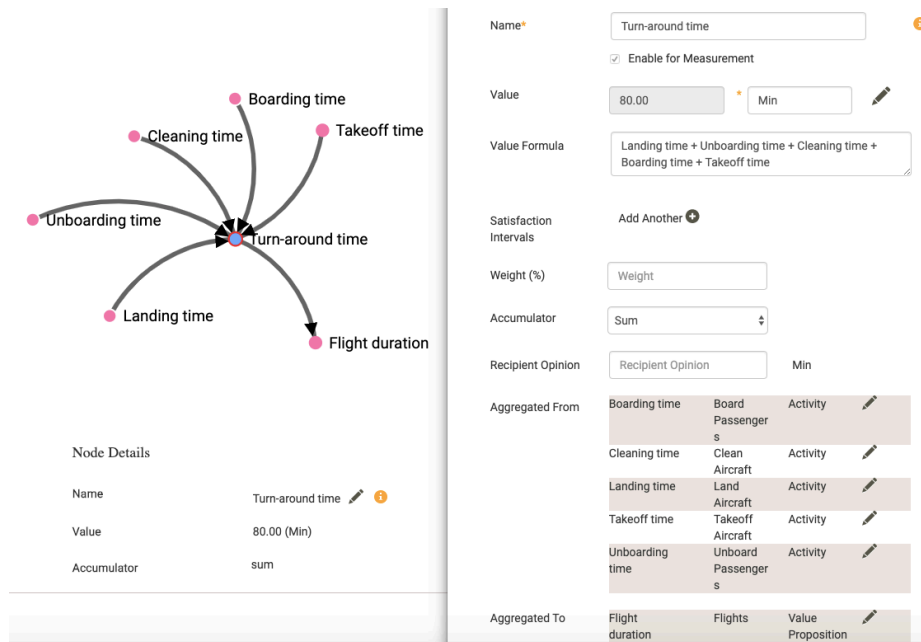 Boarding time
Takeoff time
Cleaning time
Unboarding time
Turn-around time
Landing time
Flight duration
Node Details
Name Turn-around time
Value 80.00 (Min)
Accumulator sum
Name* Turn-around time
Enable for Measurement
Value 80.00 * Min
Value Formula Landing time + Unboarding time + Cleaning time +
Boarding time + Takeoff time
Satisfaction Add Another
Intervals
Weight (%) Weight
Accumulator Sum
Recipient Opinion Recipient Opinion Min
Aggregated From Boarding time Board Activity
Passenger
s
Cleaning time Clean Activity
Aircraft
Landing time Land Activity
Aircraft
Takeoff time Takeoff Activity
Aircraft
Unboarding Unboard Activity
time Passenger
s
Aggregated To Flight Flights Value
duration Proposition